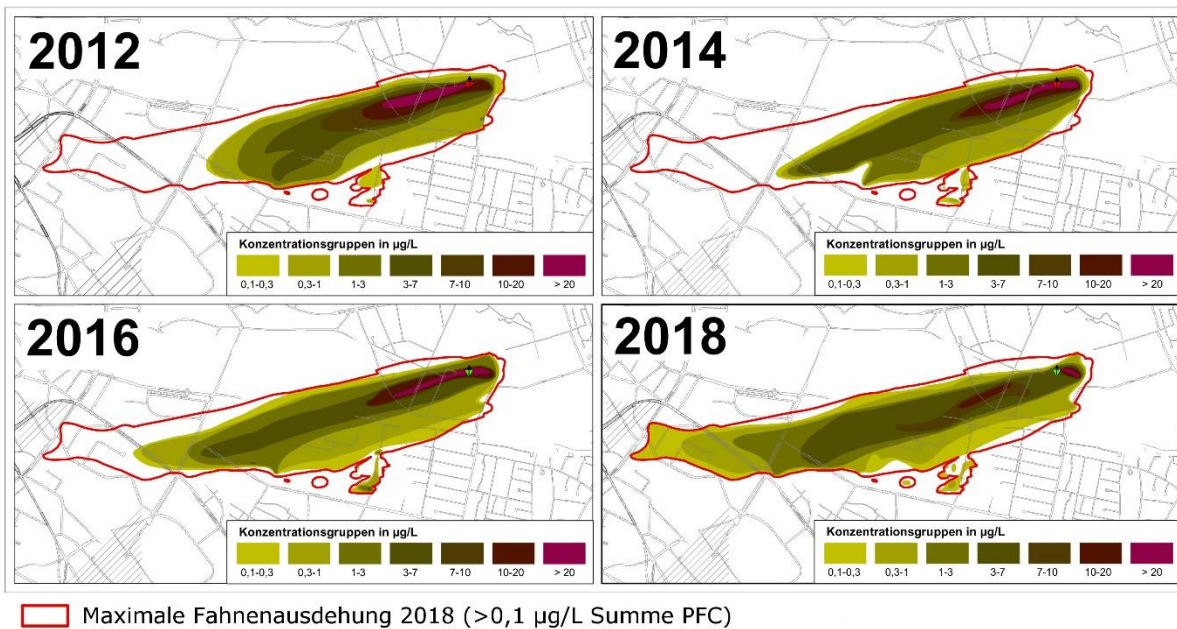 2012
Konzentrationsgruppen in µg/L
0,1-0,3 0,3-1 1-3 3-7 7-10 10-20 > 20
2014
Konzentrationsgruppen in µg/L
0,1-0,3 0,3-1 1-3 3-7 7-10 10-20 > 20
2016
Konzentrationsgruppen in µg/L
0,1-0,3 0,3-1 1-3 3-7 7-10 10-20 > 20
2018
Konzentrationsgruppen in µg/L
0,1-0,3 0,3-1 1-3 3-7 7-10 10-20 > 20
Maximale Fahnenausdehung 2018 (>0,1 µg/L Summe PFC)